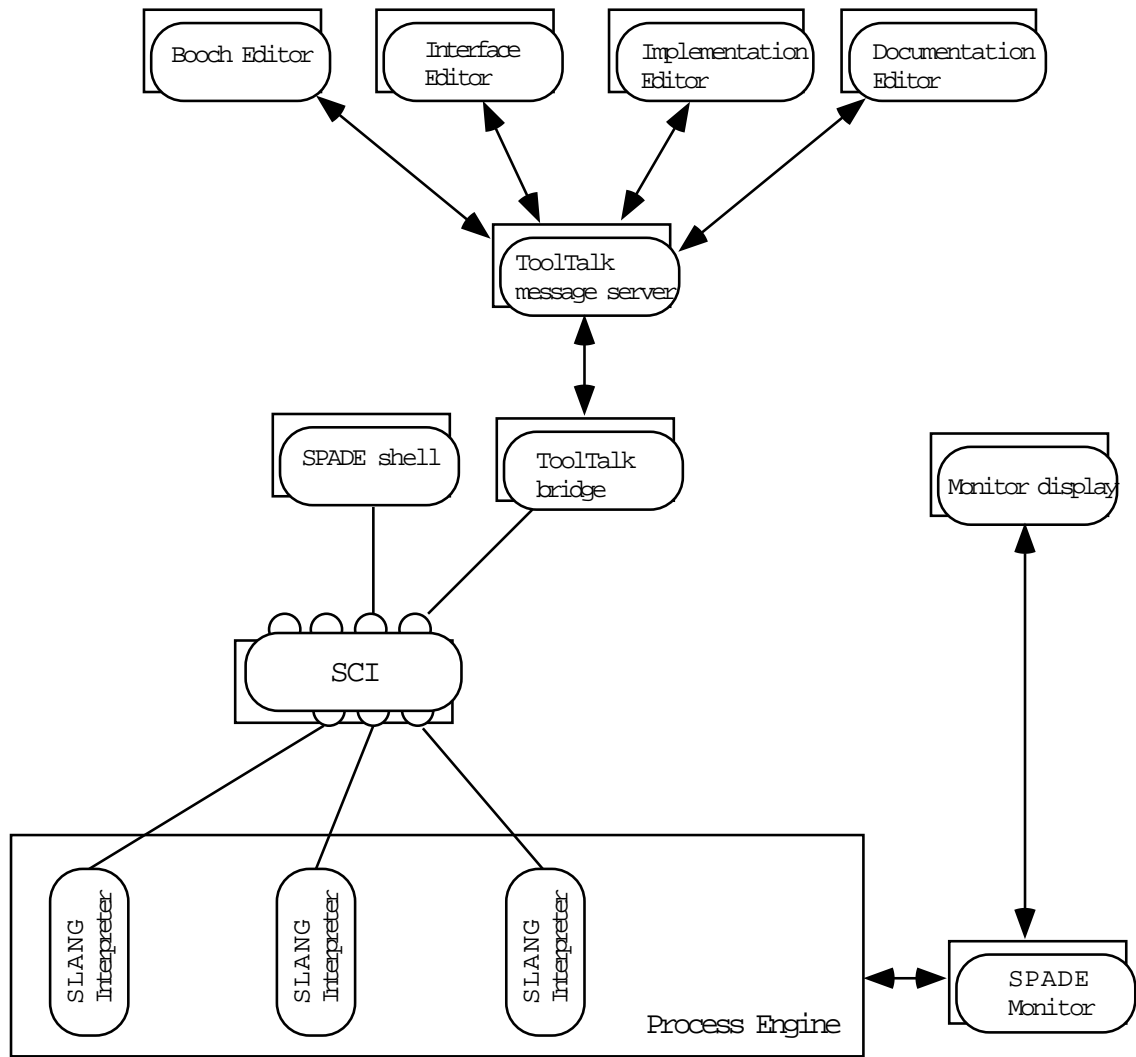 Booch Editor
Interface
Editor
Implementation
Editor
Documentation
Editor
ToolTalk
message server
SPADE shell
ToolTalk
bridge
Monitor display
SCI
SLANG
Interpreter
SLANG
Interpreter
SLANG
Interpreter
Process Engine
SPADE
Monitor